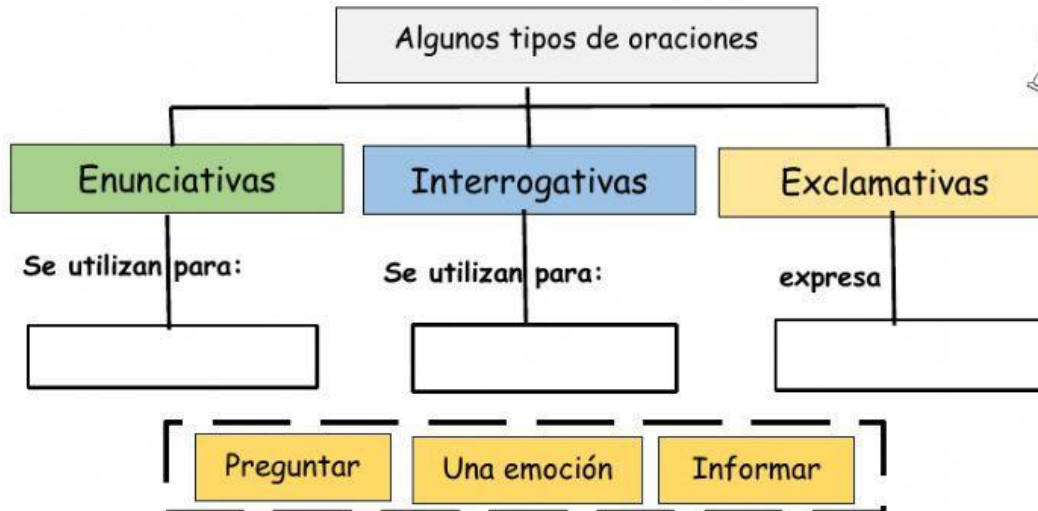 Algunos tipos de oraciones
Enunciativas
Interrogativas
Exclamativas
Se utilizan para:
Se utilizan para:
expresa
Preguntar
Una emoción
Informar